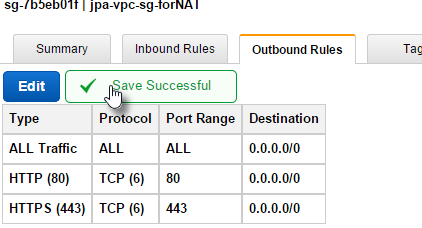 sg-7b5eb01f | jpa-vpc-sg-forNAT
Summary Inbound Rules Outbound Rules Tag
Edit Save Successful
Type Protocol Port Range Destination
ALL Traffic ALL ALL 0.0.0.0/0
HTTP (80) TCP (6) 80 0.0.0.0/0
HTTPS (443) TCP (6) 443 0.0.0.0/0